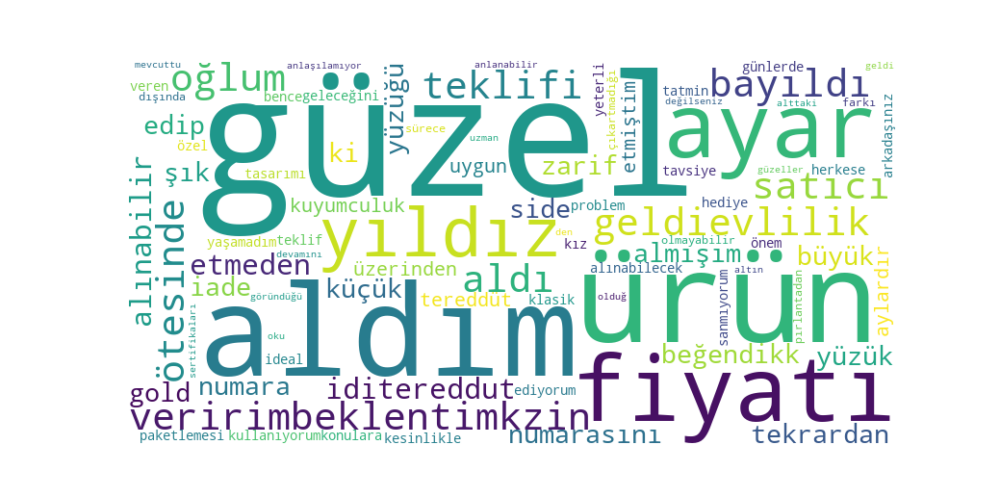 mevcuttu
anlaşılamıyor
anlanabilir
günlerde
geldi
veren
oğlum
teklifi
bayıldı
dışında
bence
geleceğini
yüzüğü
yeterli
tatmin
değilseniz
alttaki
farkı
güzel
ayar
edip
özel
sürece
uzman
etmiştim
çıkartmadığı
arkadaşınız
ki
şık
tasarımı
uygun
zarif
tavsiye
güzeller
herkese
alınabilir
ötesinde
kuyumculuk
side
problem
hediye
satıcı
yıldız
geldievlilik
yaşamadım
teklif
devamını
den
kız
olmayabilir
önem
etmeden
üzerinden
aldı
almışım
büyük
iade
göründüğü
küçük
tereddüt
klasik
alınabilecek
altın
aylardır
sertifikaları
aldım
olduğ
ürün
sanmıyorum
pırlantadan
oku
ideal
beğendikk
yüzük
gold
numara
iditereddut
ediyorum
fiyatı
veririmbeklentimkzin
paketlemesi
kullanıyorumkonulara
kesinlikle
numarasını
tekrardan